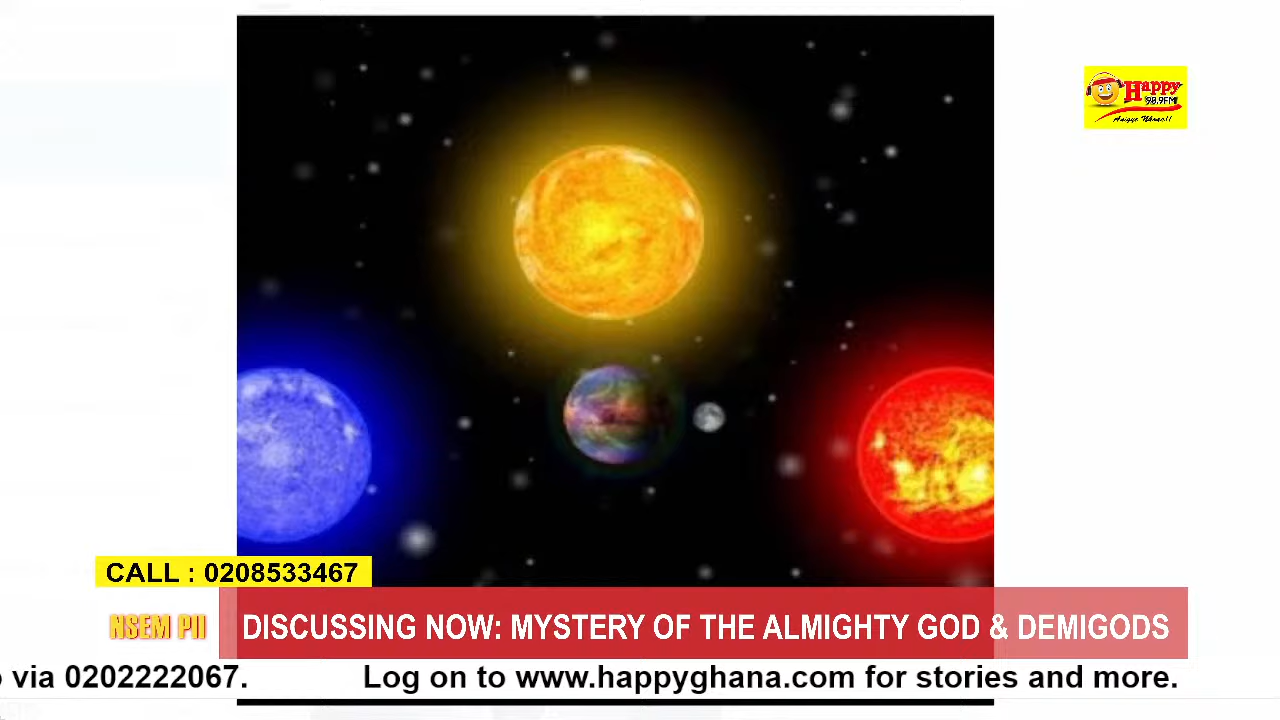 Happy
98.9FM
CALL : 0208533467
NSEM PII
DISCUSSING NOW: MYSTERY OF THE ALMIGHTY GOD & DEMIGODS
via 0202222067. Log on to www.happyghana.com for stories and more.